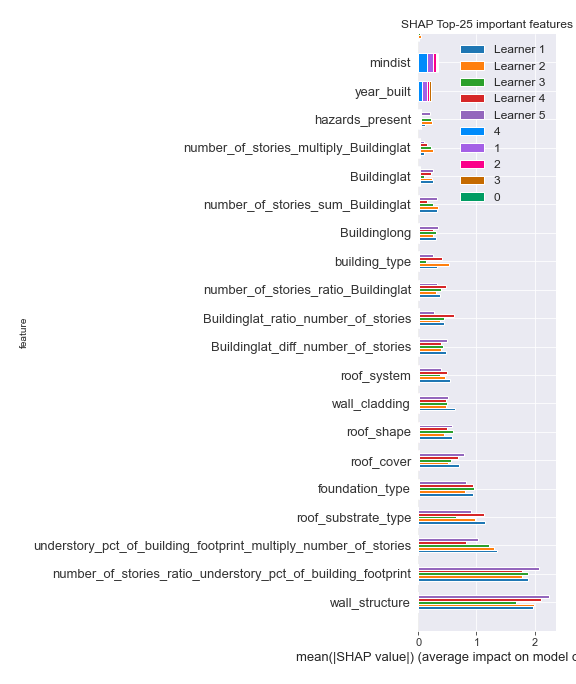 SHAP Top-25 important features
Learner 1
Learner 2
Learner 3
Learner 4
Learner 5
4
1
2
3
0
mindist
year_built
hazards_present
number_of_stories_multiply_Buildinglat
Buildinglat
number_of_stories_sum_Buildinglat
Buildinglong
building_type
number_of_stories_ratio_Buildinglat
Buildinglat_ratio_number_of_stories
Buildinglat_diff_number_of_stories
roof_system
wall_cladding
roof_shape
roof_cover
foundation_type
roof_substrate_type
understory_pct_of_building_footprint_multiply_number_of_stories
number_of_stories_ratio_understory_pct_of_building_footprint
wall_structure
feature
0 1 2
mean(|SHAP value|) (average impact on model